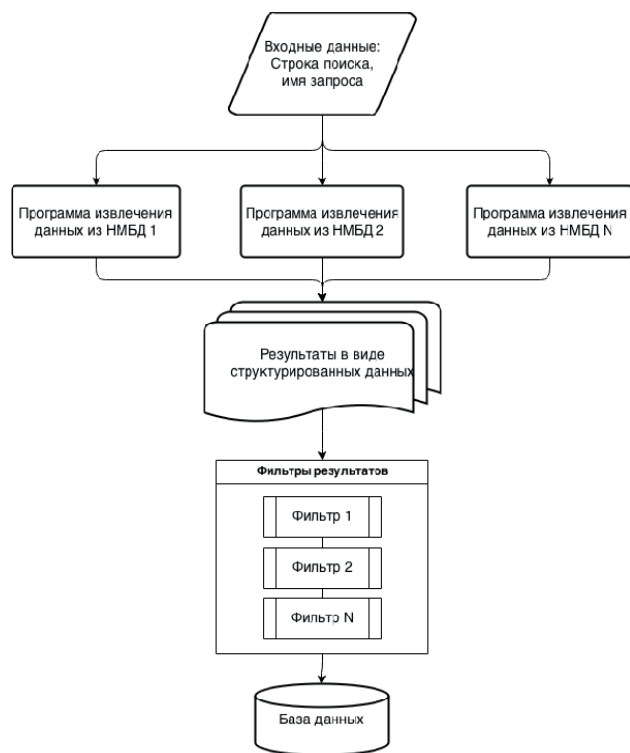 Входные данные:
Строка поиска,
имя запроса
Программа извлечения
данных из НМБД 1
Программа извлечения
данных из НМБД 2
Программа извлечения
данных из НМБД N
Результаты в виде
структурированных данных
Фильтры результатов
Фильтр 1
Фильтр 2
Фильтр N
База данных